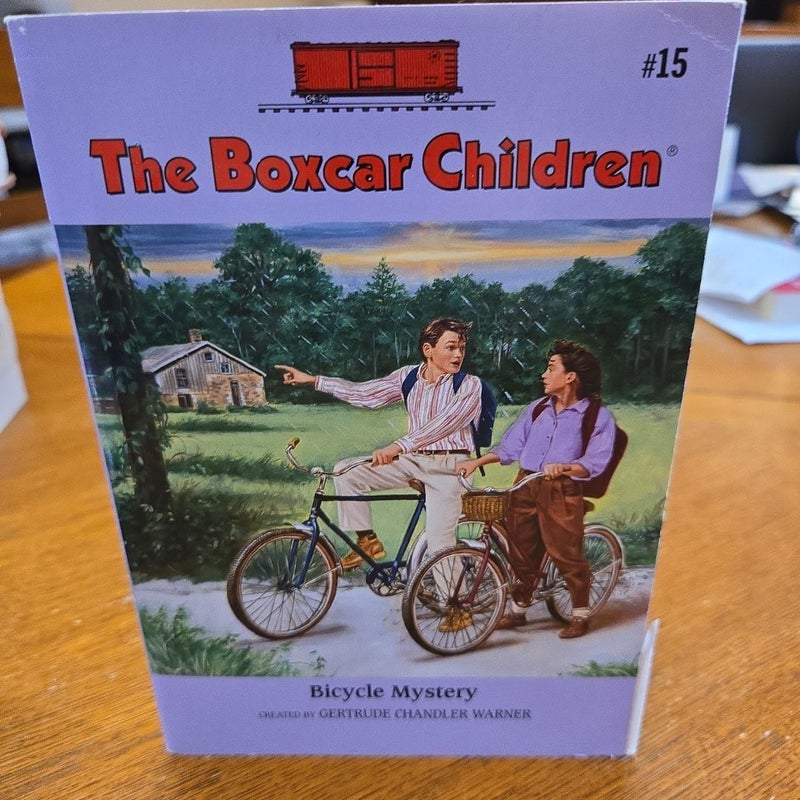 #15
The Boxcar Children®
Bicycle Mystery
CREATED BY GERTRUDE CHANDLER WARNER